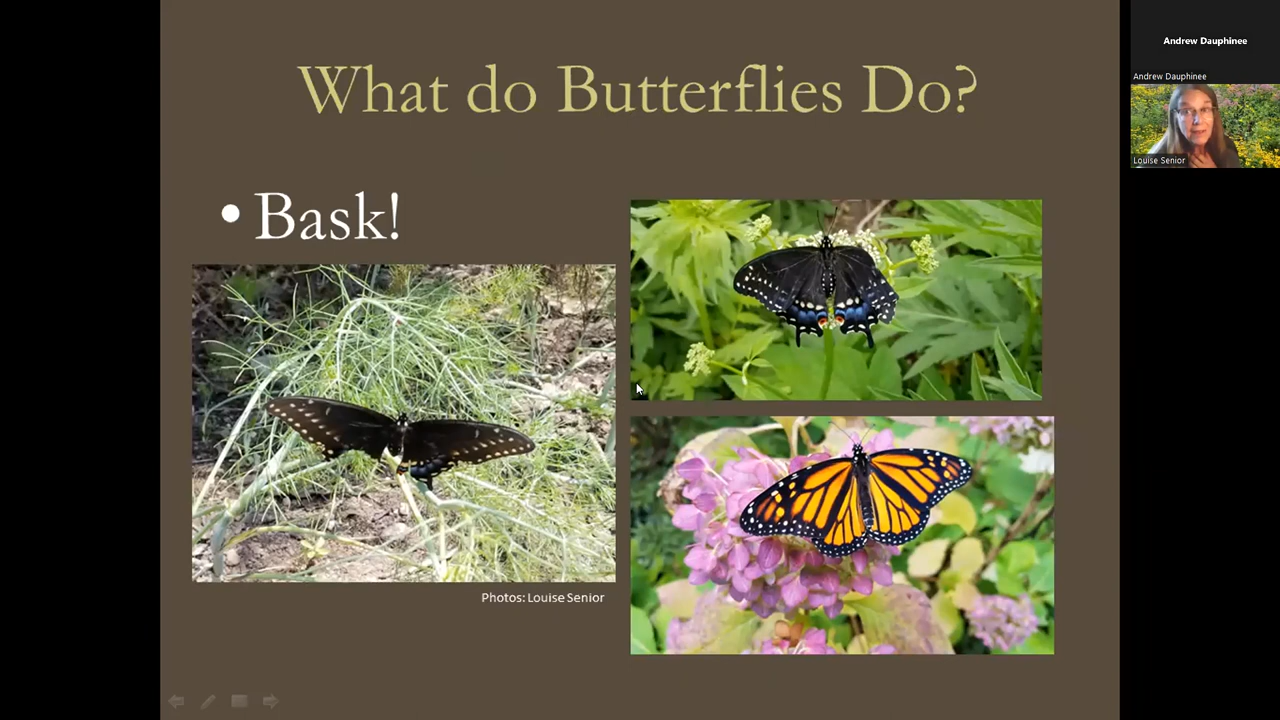 What do Butterflies Do?
• Bask!
Photos: Louise Senior
Andrew Dauphinee
Andrew Dauphinee
Louise Senior